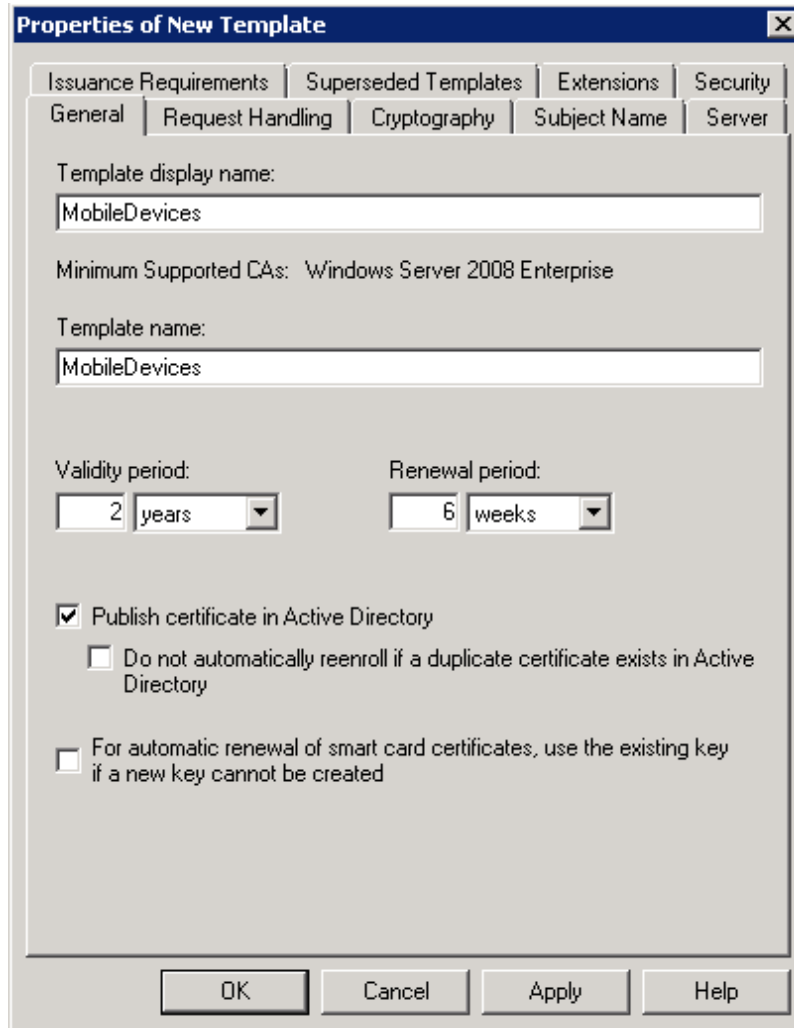 Properties of New Template
Issuance Requirements
Superseded Templates
Extensions
Security
General
Request Handling
Cryptography
Subject Name
Server
Template display name:
MobileDevices
Minimum Supported CAs: Windows Server 2008 Enterprise
Template name:
MobileDevices
Validity period:
Renewal period:
2 years
6 weeks
Publish certificate in Active Directory
Do not automatically reenroll if a duplicate certificate exists in Active
Directory
For automatic renewal of smart card certificates, use the existing key
if a new key cannot be created
OK
Cancel
Apply
Help